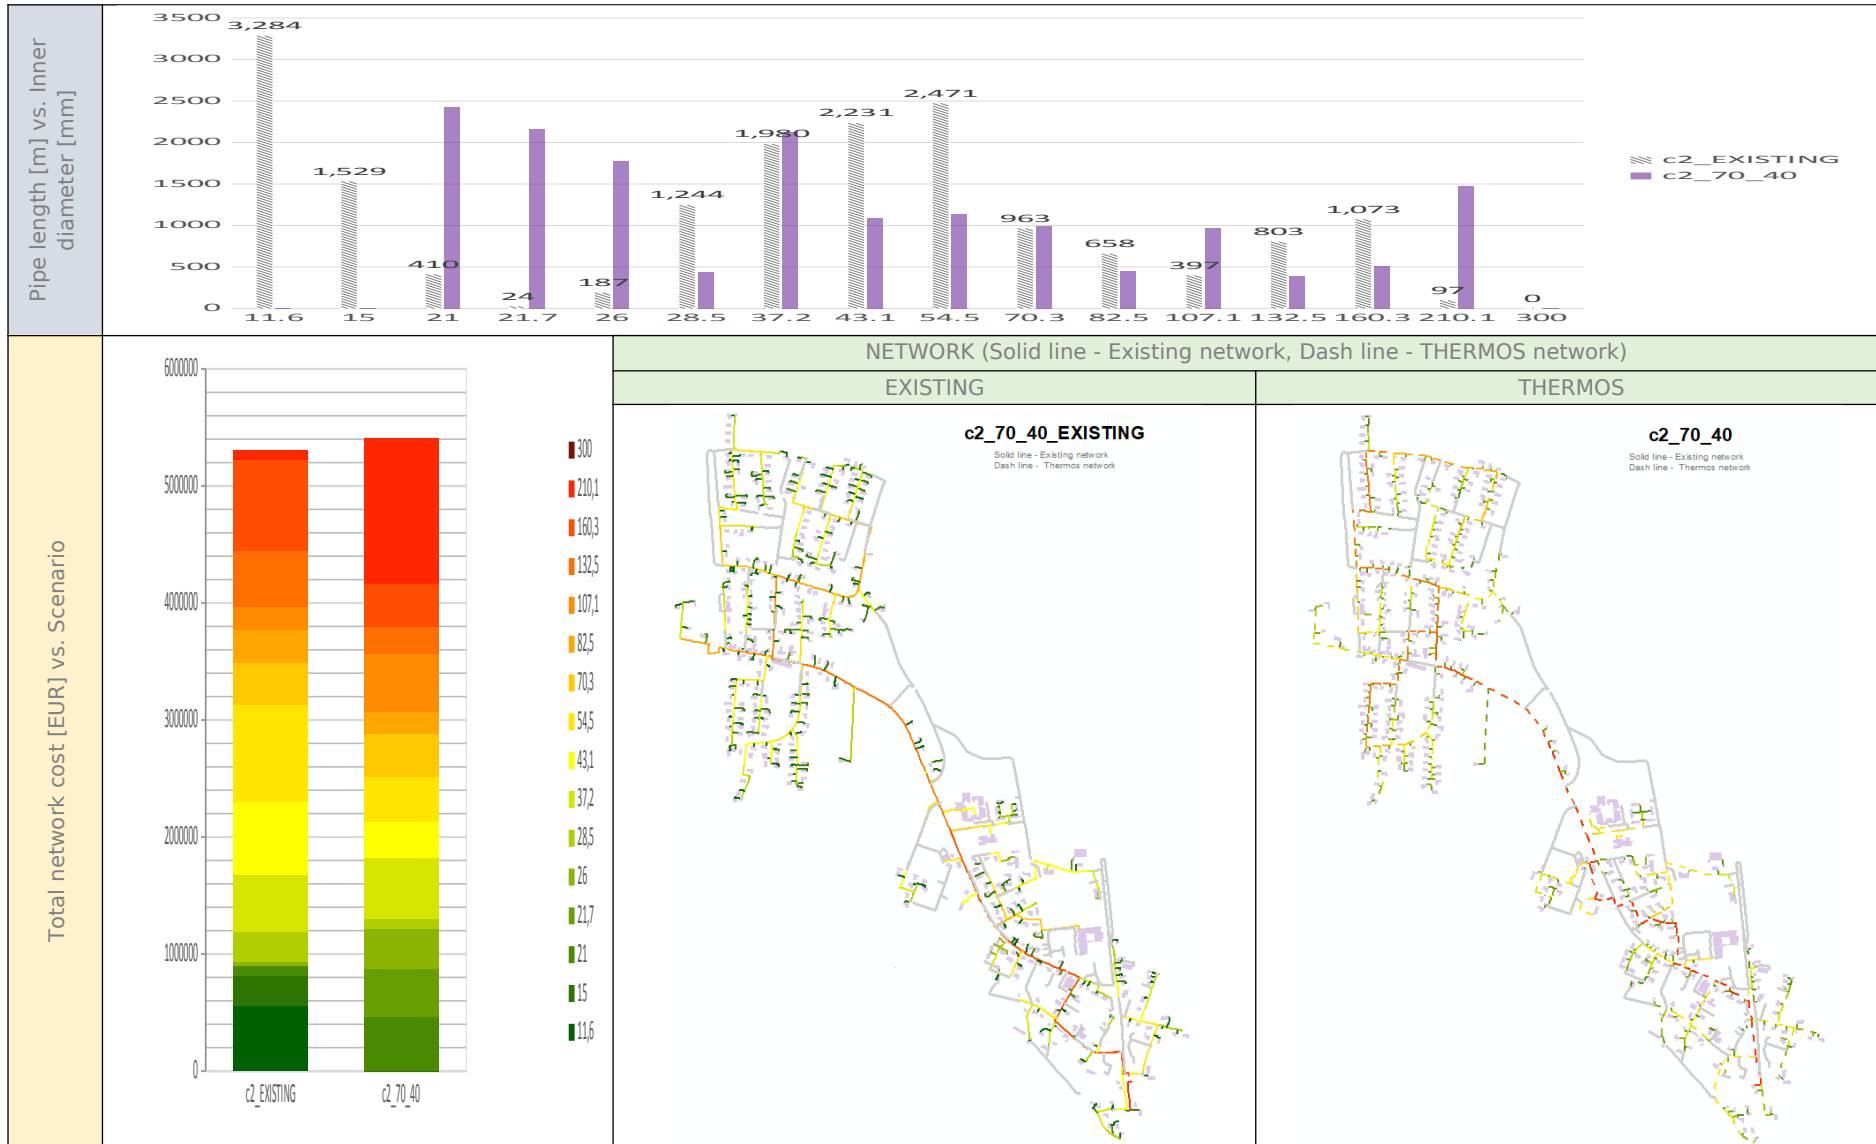 Pipe length [m] vs. Inner
diameter [mm]
3500
3000
2500
2000
1500
1000
500
0
3,284
1,529
410
24
187
1,244
1,980
2,231
2,471
963
658
397
803
1,073
97
0
11.6 15 21 21.7 26 28.5 37.2 43.1 54.5 70.3 82.5 107.1 132.5 160.3 210.1 300
c2_EXISTING
c2_70_40
Total network cost [EUR] vs. Scenario
6000000
5000000
4000000
3000000
2000000
1000000
0
c2_EXISTING c2_70_40
300
210,1
160,3
132,5
107,1
82,5
70,3
54,5
43,1
37,2
28,5
26
21,7
21
15
11,6
NETWORK (Solid line - Existing network, Dash line - THERMOS network)
EXISTING
c2_70_40_EXISTING
Solid line - Existing network
Dash line - Thermos network
THERMOS
c2_70_40
Solid line - Existing network
Dash line - Thermos network